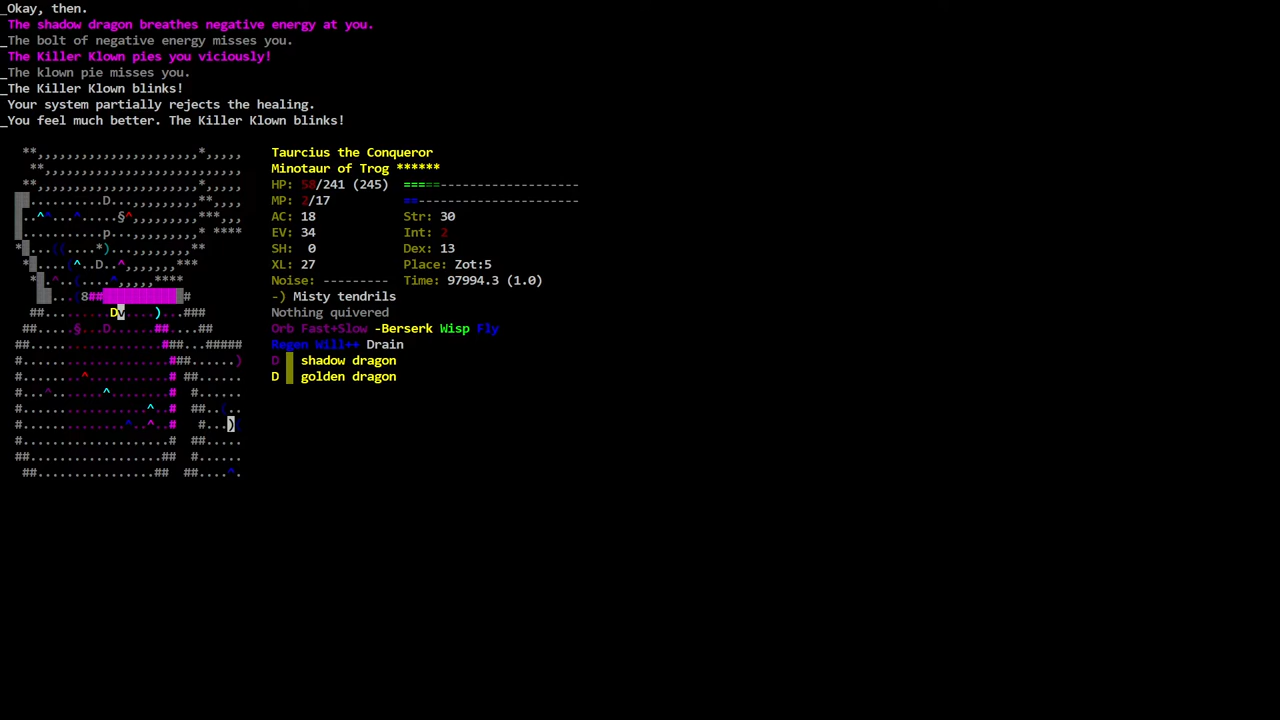 _Okay, then.
The shadow dragon breathes negative energy at you.
_The bolt of negative energy misses you.
The Killer Klown pies you viciously!
_The klown pie misses you.
_The Killer Klown blinks!
Your system partially rejects the healing.
_You feel much better. The Killer Klown blinks!
Taurcius the Conqueror
Minotaur of Trog ******
HP: 58/241 (245) =====-------------------
MP: 2/17 ==----------------------
AC: 18 Str: 30
EV: 34 Int: 2
SH: 0 Dex: 13
XL: 27 Place: Zot:5
Noise: --------- Time: 97994.3 (1.0)
-) Misty tendrils
Nothing quivered
Orb Fast+Slow -Berserk Wisp Fly
Regen Will++ Drain
D shadow dragon
D golden dragon